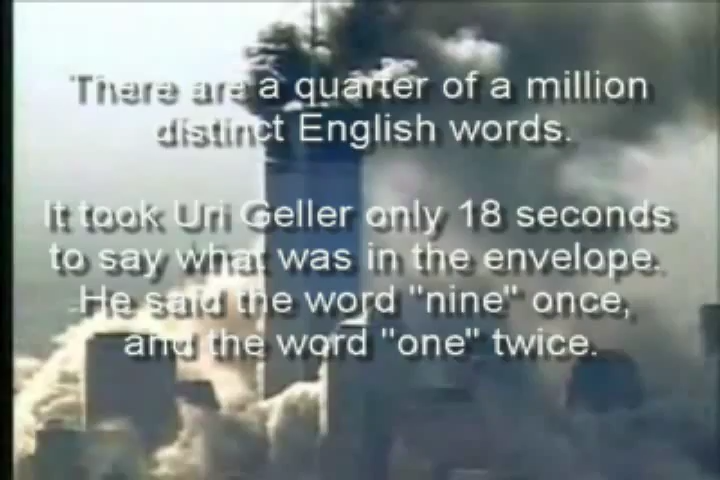 There are a quarter of a million
distinct English words.
It took Uri Geller only 18 seconds
to say what was in the envelope.
He said the word "nine" once,
and the word "one" twice.